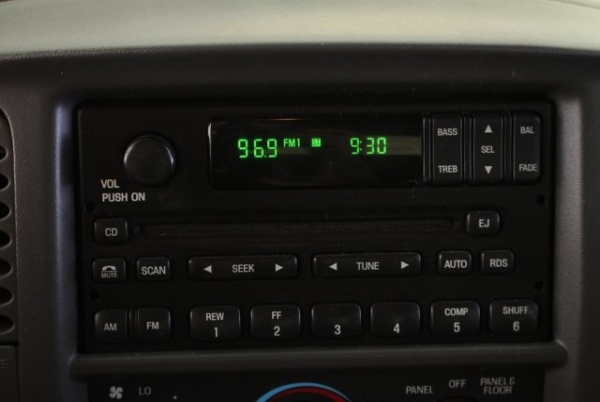 96.9 FM1 9:30
BASS SEL BAL
TREB FADE
VOL
PUSH ON
CD EJ
MUTE SCAN SEEK TUNE AUTO RDS
AM FM REW 1 FF 2 3 4 COMP 5 SHUFF 6
LO PANEL OFF PANEL & FLOOR